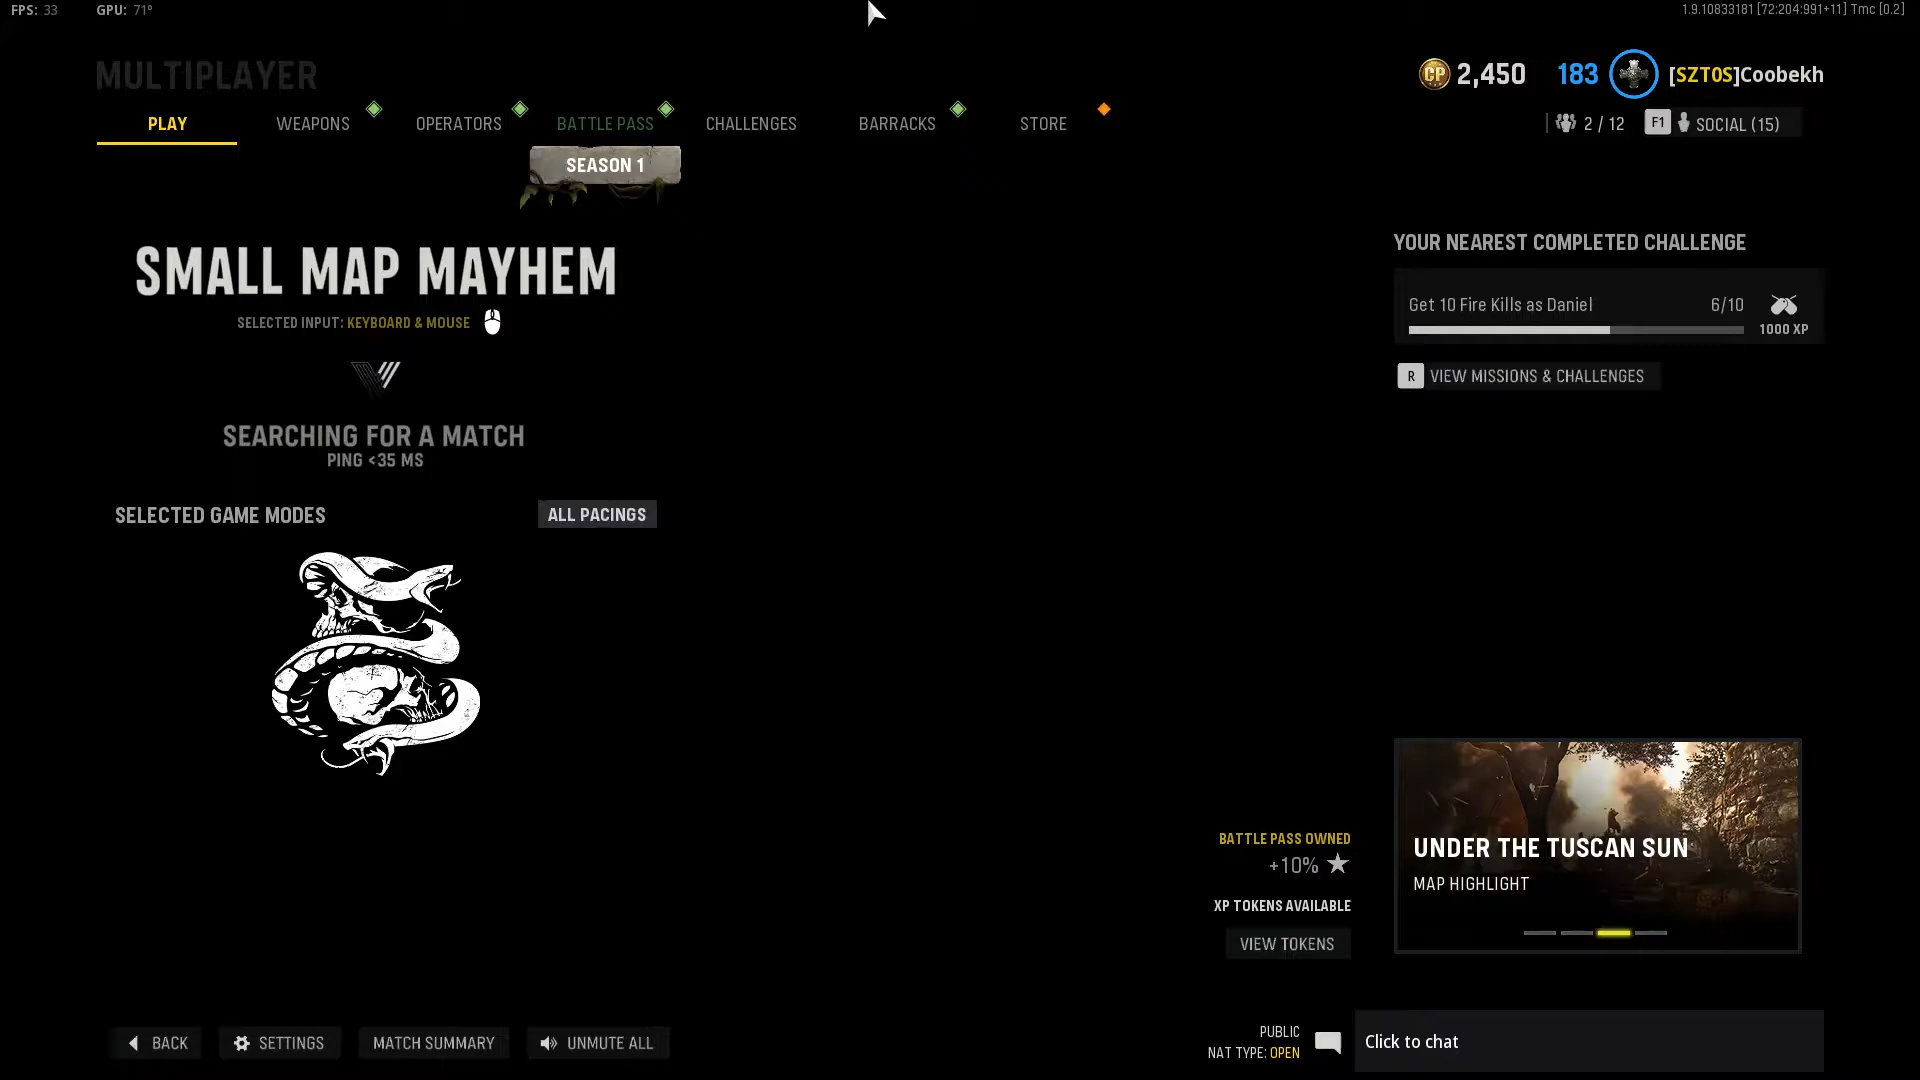 FPS: 33 GPU: 71°
1.9.10833181 [72:204:991+11] Tmc [0.2]
MULTIPLAYER
CP 2,450 183 [SZT0S]Coobekh
PLAY WEAPONS OPERATORS BATTLE PASS CHALLENGES BARRACKS STORE
2 / 12 F1 SOCIAL (15)
SEASON 1
SMALL MAP MAYHEM
SELECTED INPUT: KEYBOARD & MOUSE
SEARCHING FOR A MATCH
PING <35 MS
SELECTED GAME MODES ALL PACINGS
YOUR NEAREST COMPLETED CHALLENGE
Get 10 Fire Kills as Daniel 6/10
1000 XP
R VIEW MISSIONS & CHALLENGES
BATTLE PASS OWNED
+10%
XP TOKENS AVAILABLE
VIEW TOKENS
UNDER THE TUSCAN SUN
MAP HIGHLIGHT
BACK SETTINGS MATCH SUMMARY UNMUTE ALL
PUBLIC
NAT TYPE: OPEN
Click to chat